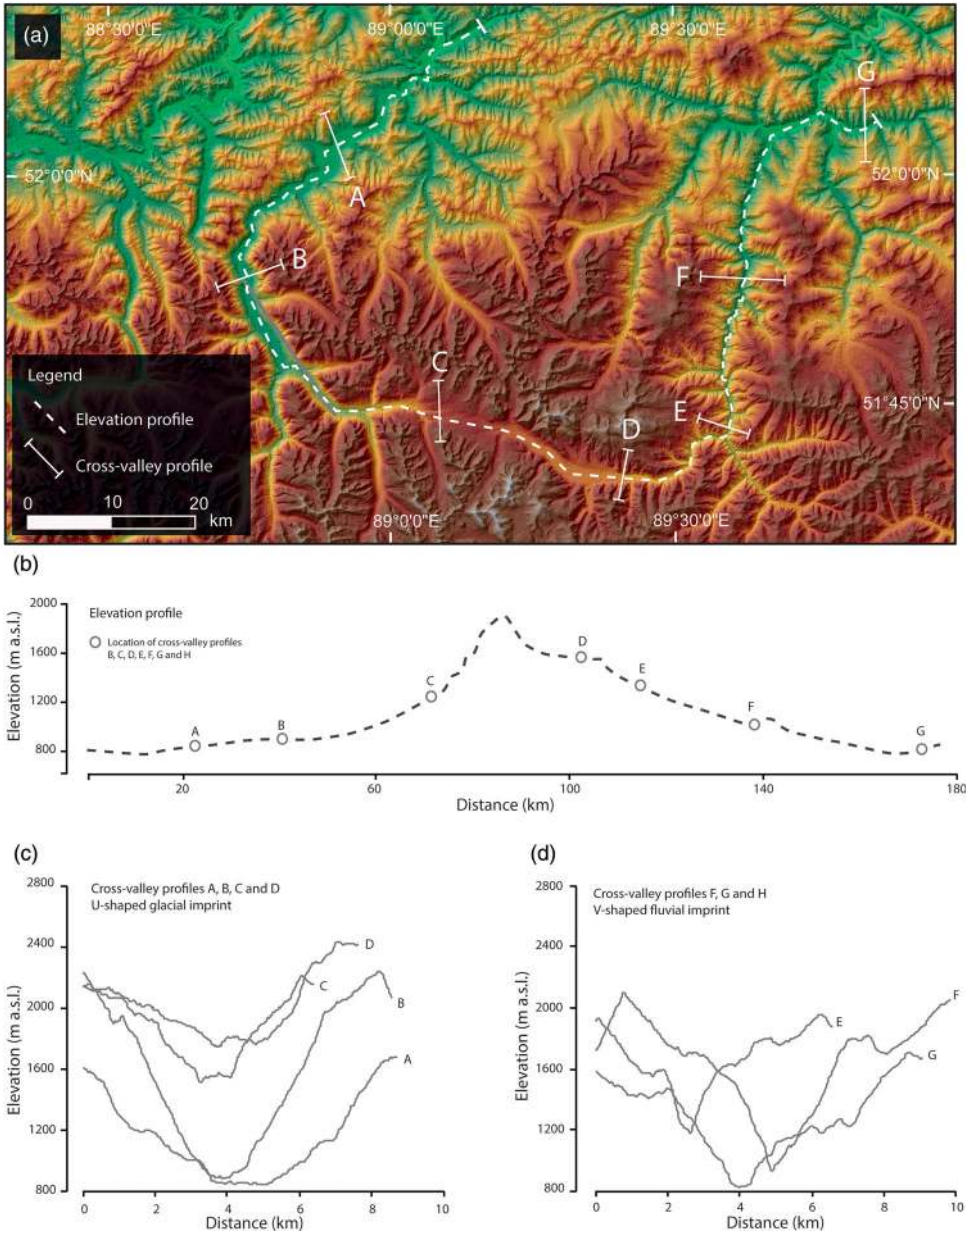 (a)
88°30'0"E
89°00'0"E
89°30'0"E
G
52°0'0"N
52°0'0"N
A
B
F
C
51°45'0"N
E
D
Legend
Elevation profile
Cross-valley profile
0 10 20
km
89°0'0"E
89°30'0"E
(b)
Elevation (m a.s.l.)
2000
1600
1200
800
Elevation profile
Location of cross-valley profiles
B, C, D, E, F, G and H
A
B
C
D
E
F
G
20 60 100 140 180
Distance (km)
(c)
Elevation (m a.s.l.)
2800
2400
2000
1600
1200
800
Cross-valley profiles A, B, C and D
U-shaped glacial imprint
D
C
B
A
0 2 4 6 8 10
Distance (km)
(d)
Elevation (m a.s.l.)
2800
2400
2000
1600
1200
800
Cross-valley profiles F, G and H
V-shaped fluvial imprint
F
E
G
0 2 4 6 8 10
Distance (km)